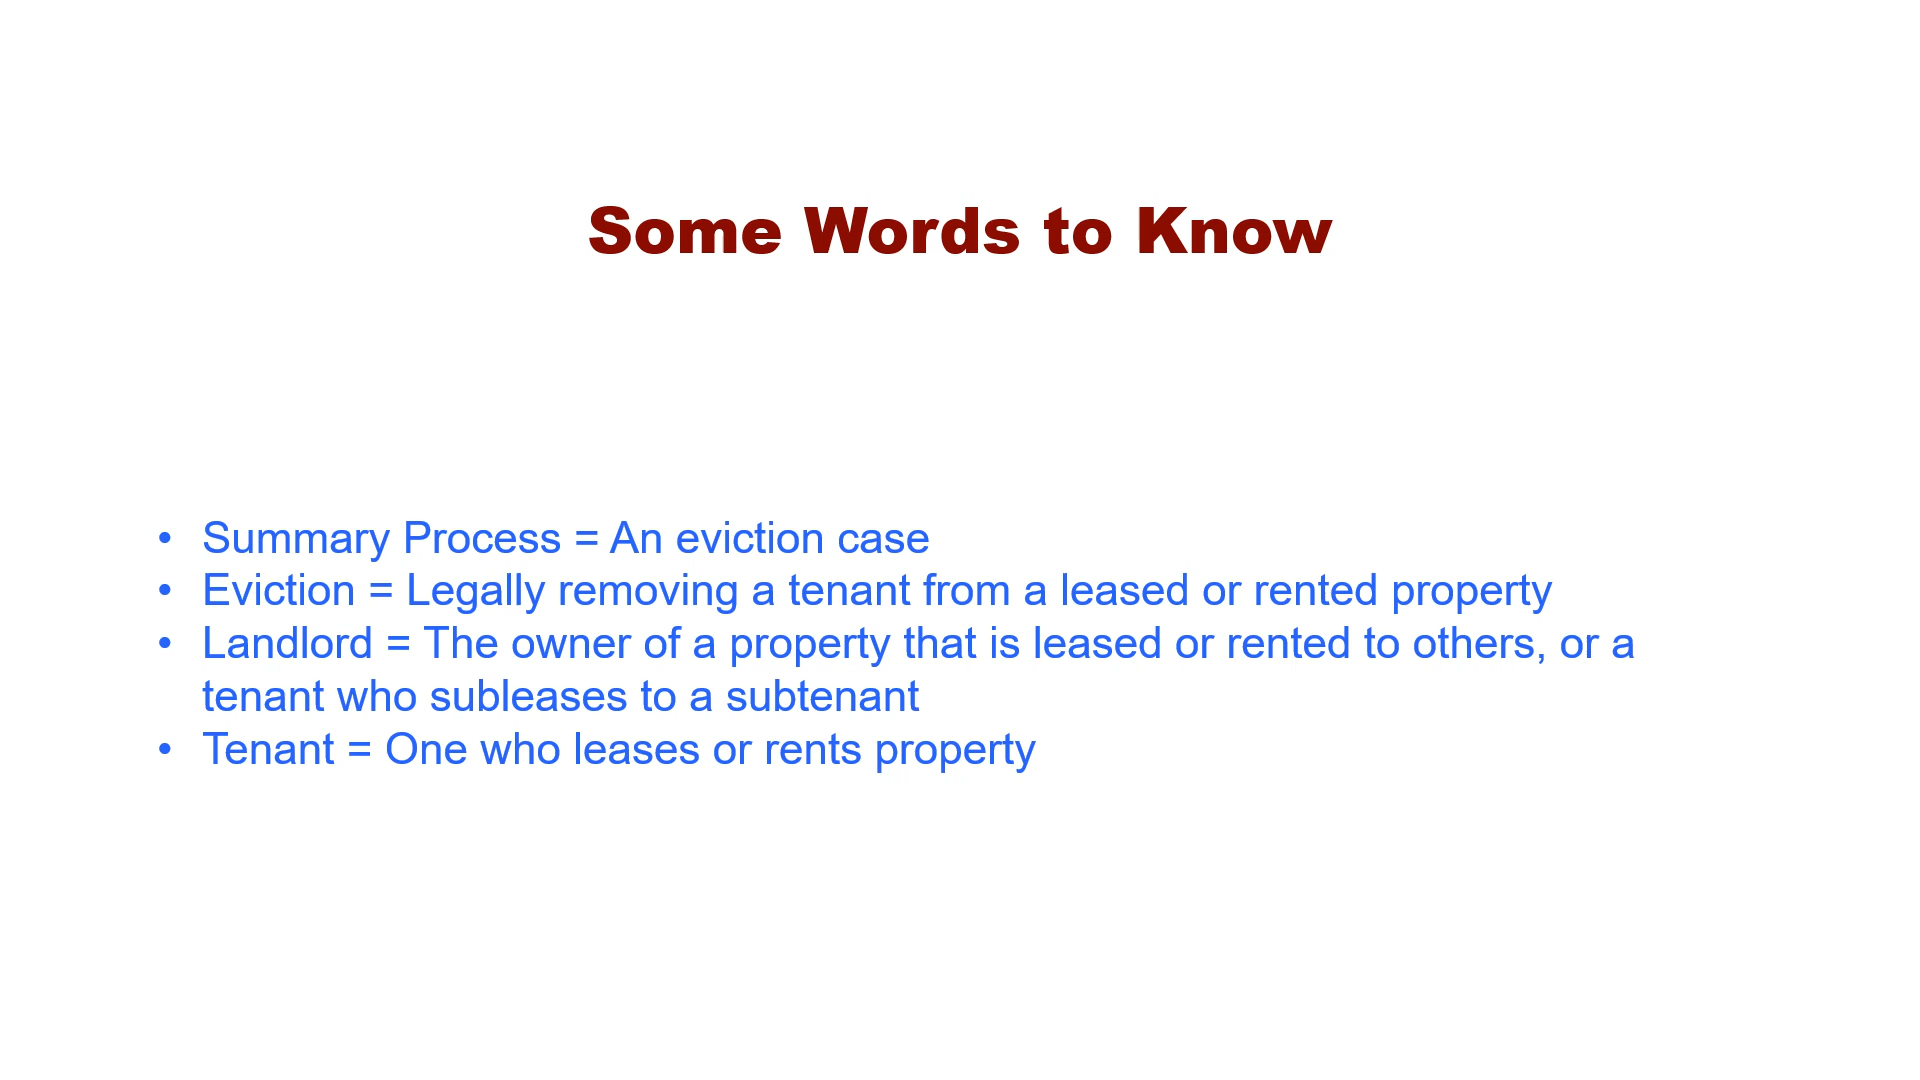 Some Words to Know
• Summary Process = An eviction case
• Eviction = Legally removing a tenant from a leased or rented property
• Landlord = The owner of a property that is leased or rented to others, or a
tenant who subleases to a subtenant
• Tenant = One who leases or rents property